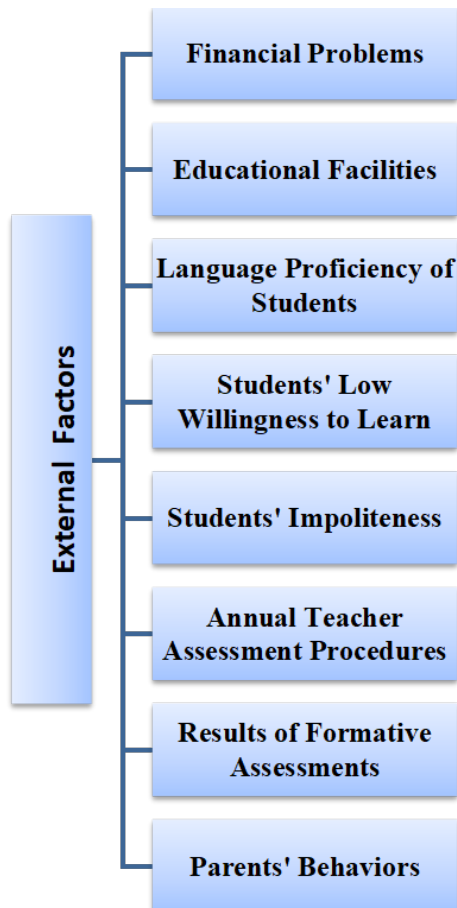 External Factors
Financial Problems
Educational Facilities
Language Proficiency of
Students
Students' Low
Willingness to Learn
Students' Impoliteness
Annual Teacher
Assessment Procedures
Results of Formative
Assessments
Parents' Behaviors